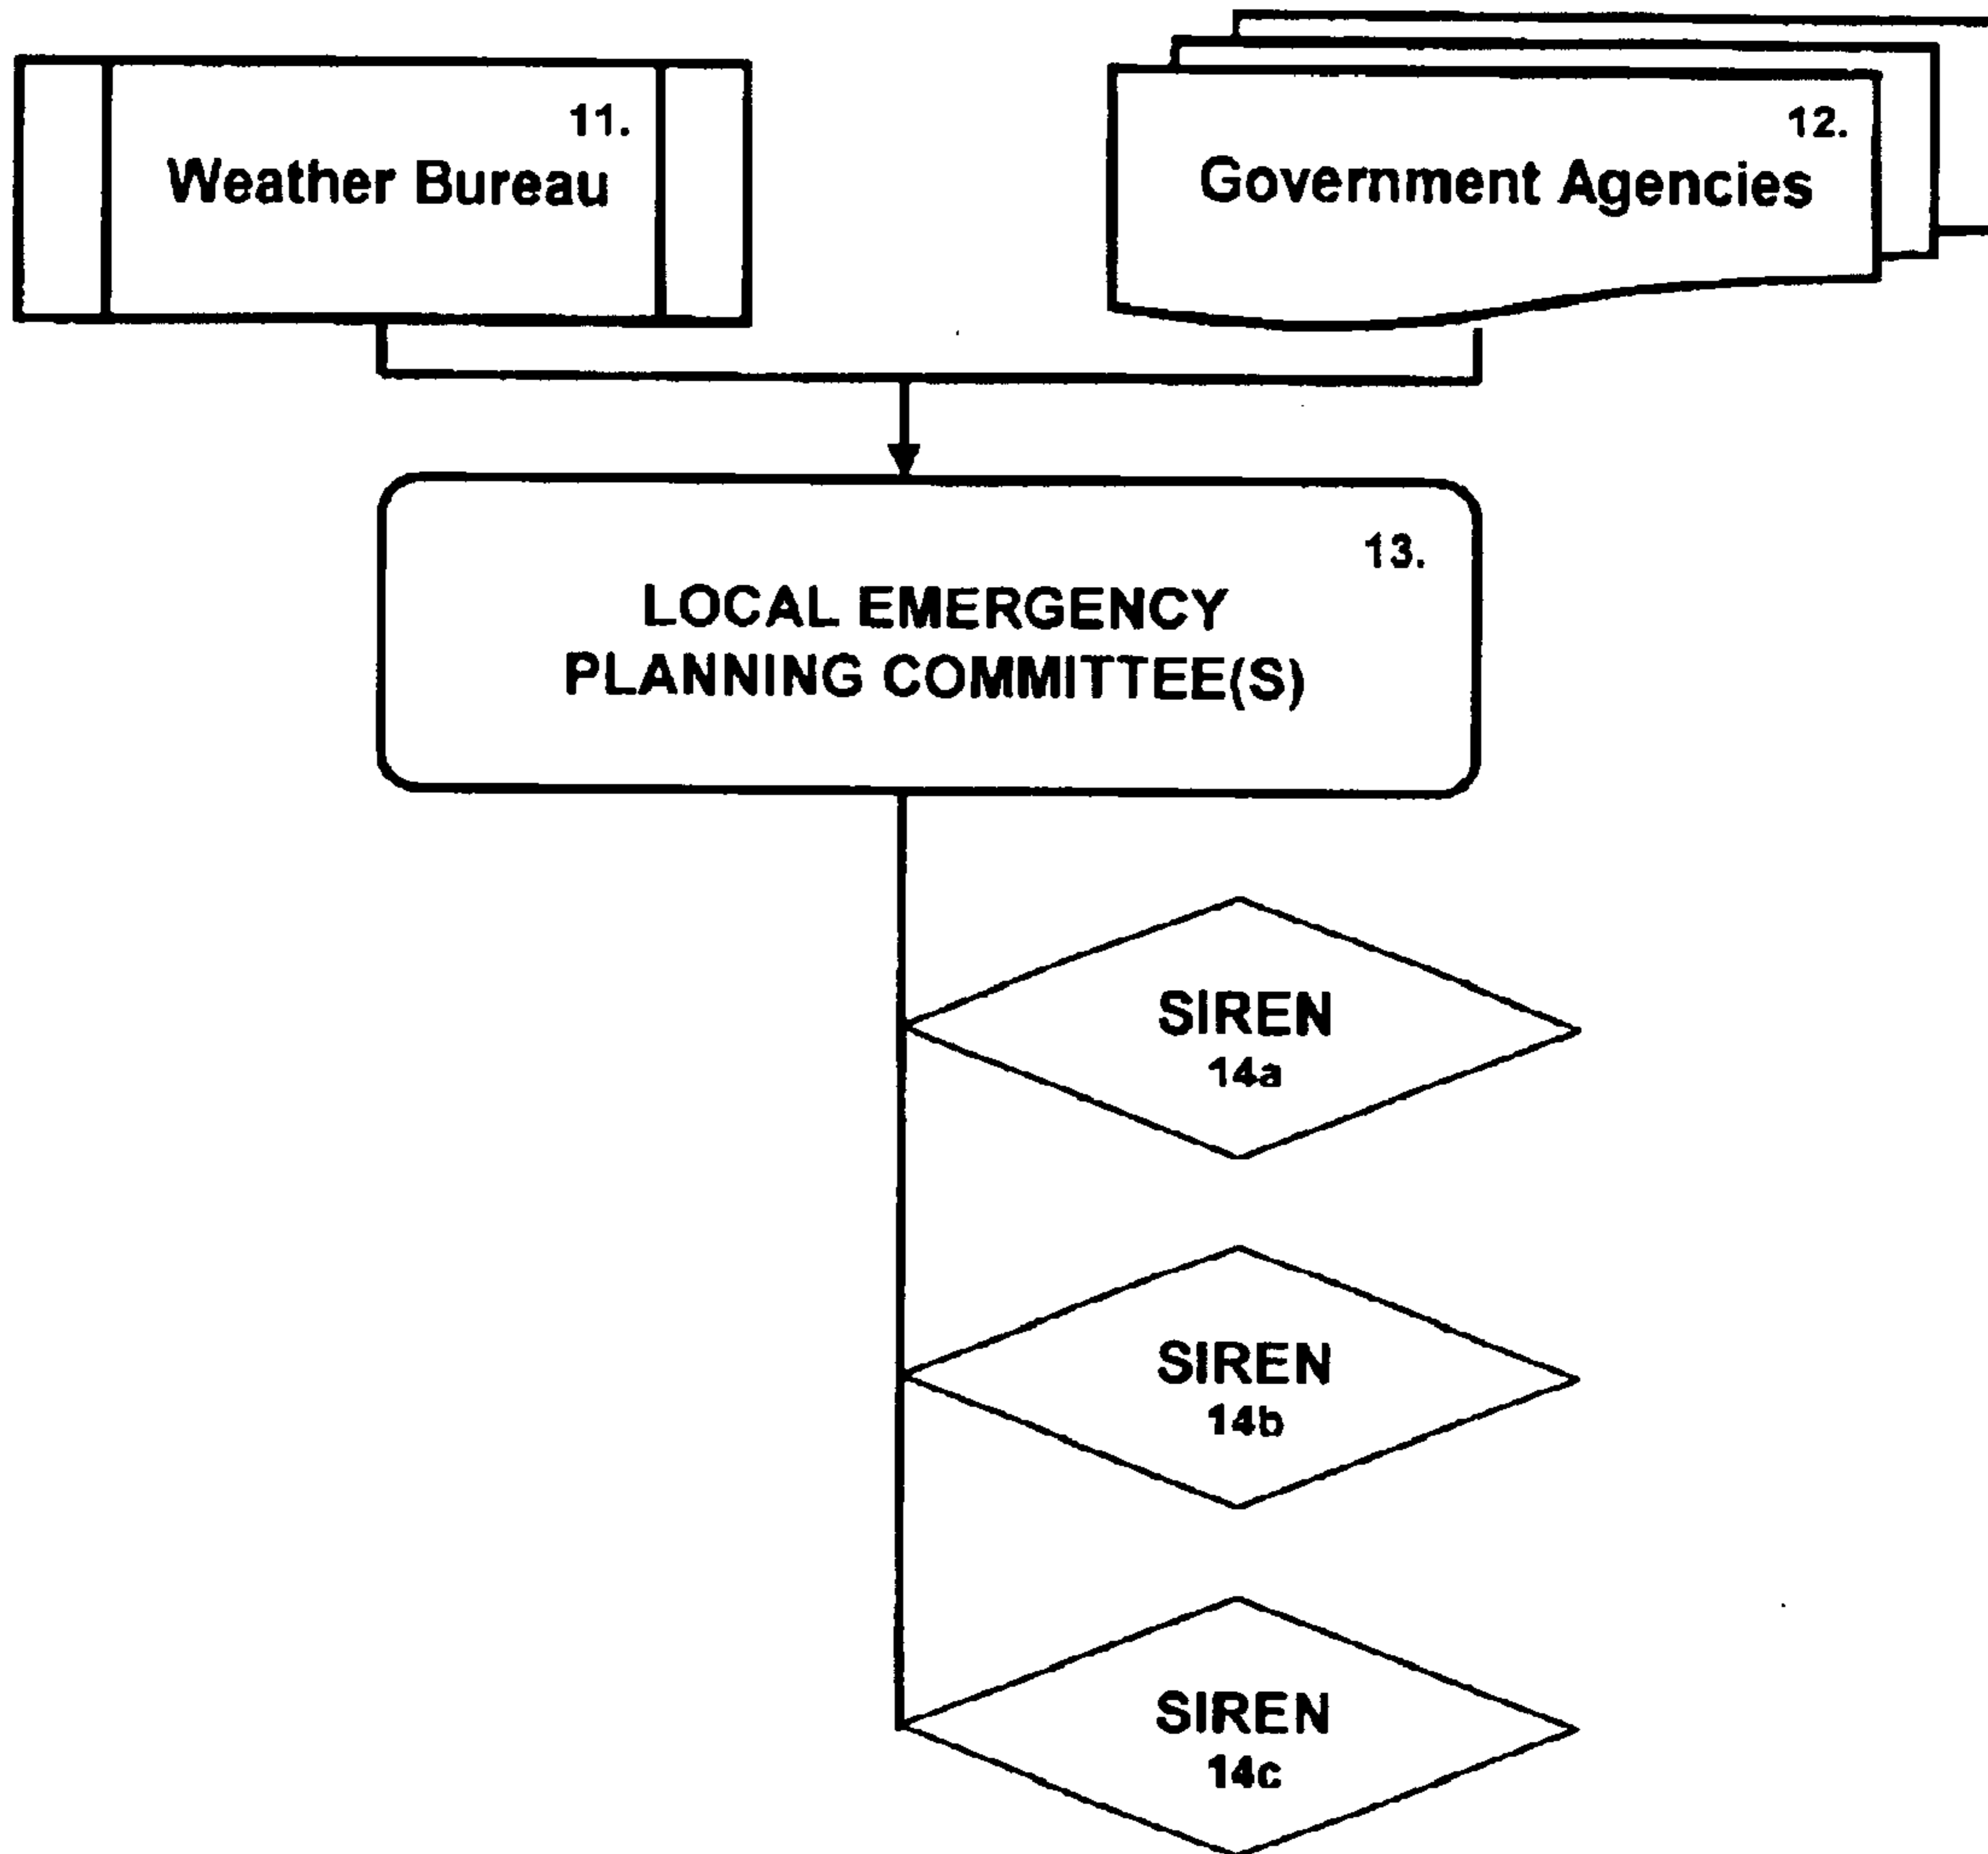 11.
Weather Bureau
12.
Government Agencies
13.
LOCAL EMERGENCY
PLANNING COMMITTEE(S)
SIREN
14a
SIREN
14b
SIREN
14c